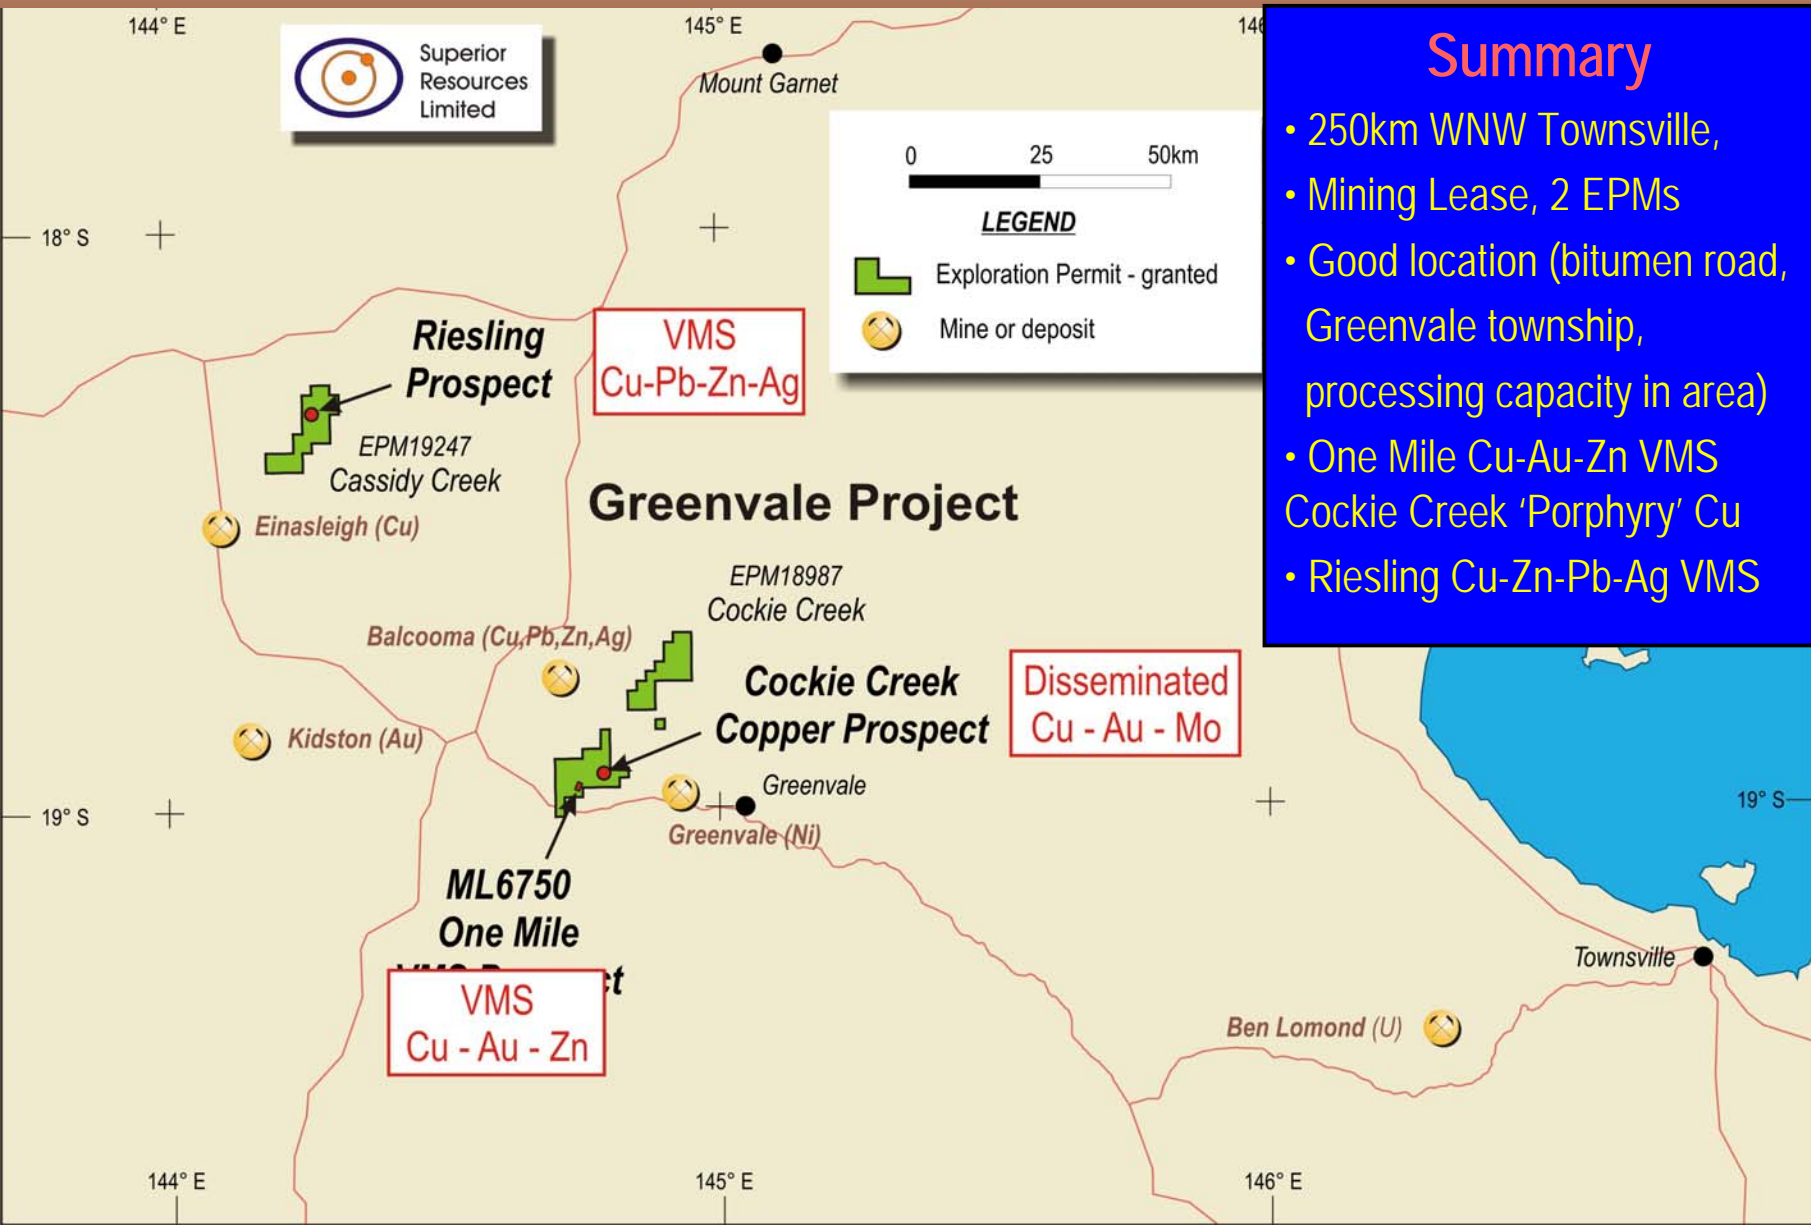 144° E
145° E
146
Superior
Resources
Limited
Mount Garnet
0 25 50km
LEGEND
Exploration Permit - granted
Mine or deposit
Summary
• 250km WNW Townsville,
• Mining Lease, 2 EPMs
• Good location (bitumen road,
Greenvale township,
processing capacity in area)
• One Mile Cu-Au-Zn VMS
Cockie Creek ‘Porphyry’ Cu
• Riesling Cu-Zn-Pb-Ag VMS
18° S
Riesling
Prospect
VMS
Cu-Pb-Zn-Ag
EPM19247
Cassidy Creek
Einasleigh (Cu)
Greenvale Project
EPM18987
Cockie Creek
Balcooma (Cu,Pb,Zn,Ag)
Cockie Creek
Copper Prospect
Disseminated
Cu - Au - Mo
Kidston (Au)
Greenvale
Greenvale (Ni)
19° S
19° S
ML6750
One Mile
VMS
Cu - Au - Zn
Townsville
Ben Lomond (U)
144° E
145° E
146° E